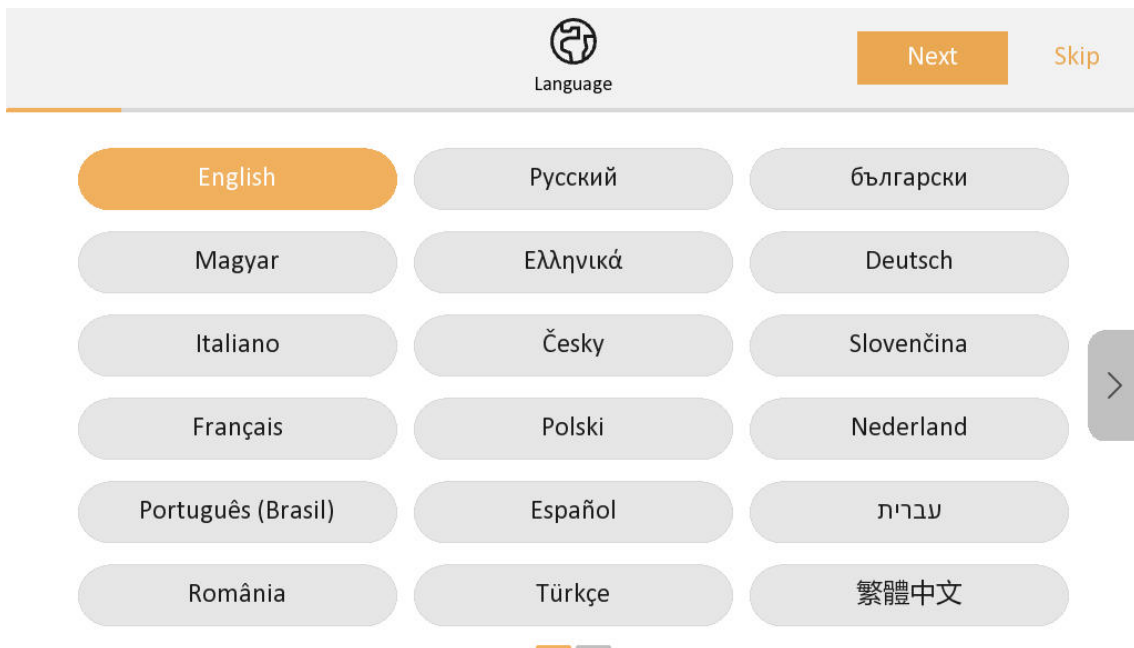 Language
Next
Skip
English
Русский
български
Magyar
Ελληνικά
Deutsch
Italiano
Česky
Slovenčina
Français
Polski
Nederland
Português (Brasil)
Español
עברית
România
Türkçe
繁體中文